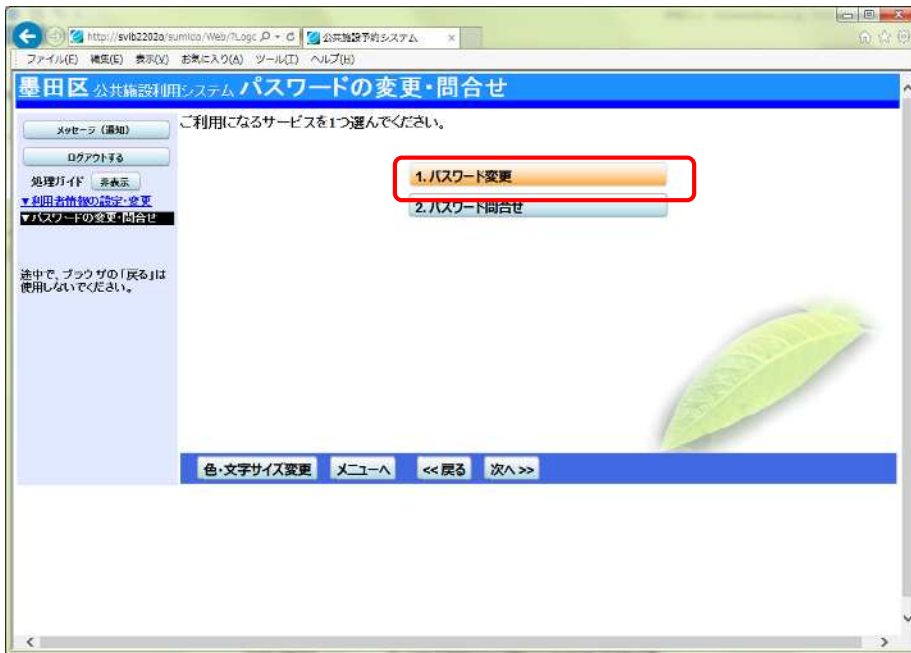 http://svib2202a/sumico/Web/?Logc
公共施設予約システム
ファイル(F) 編集(E) 表示(V) お気に入り(A) ツール(T) ヘルプ(H)
墨田区 公共施設利用システム パスワードの変更・問合せ
メッセージ（通知）
ログアウトする
処理ガイド 非表示
▼利用者情報の設定・変更
▼パスワードの変更・問合せ
途中で、ブラウザの「戻る」は
使用しないでください。
ご利用になるサービスを1つ選んでください。
1. パスワード変更
2. パスワード問合せ
色・文字サイズ変更 メニューへ <<戻る 次へ>>